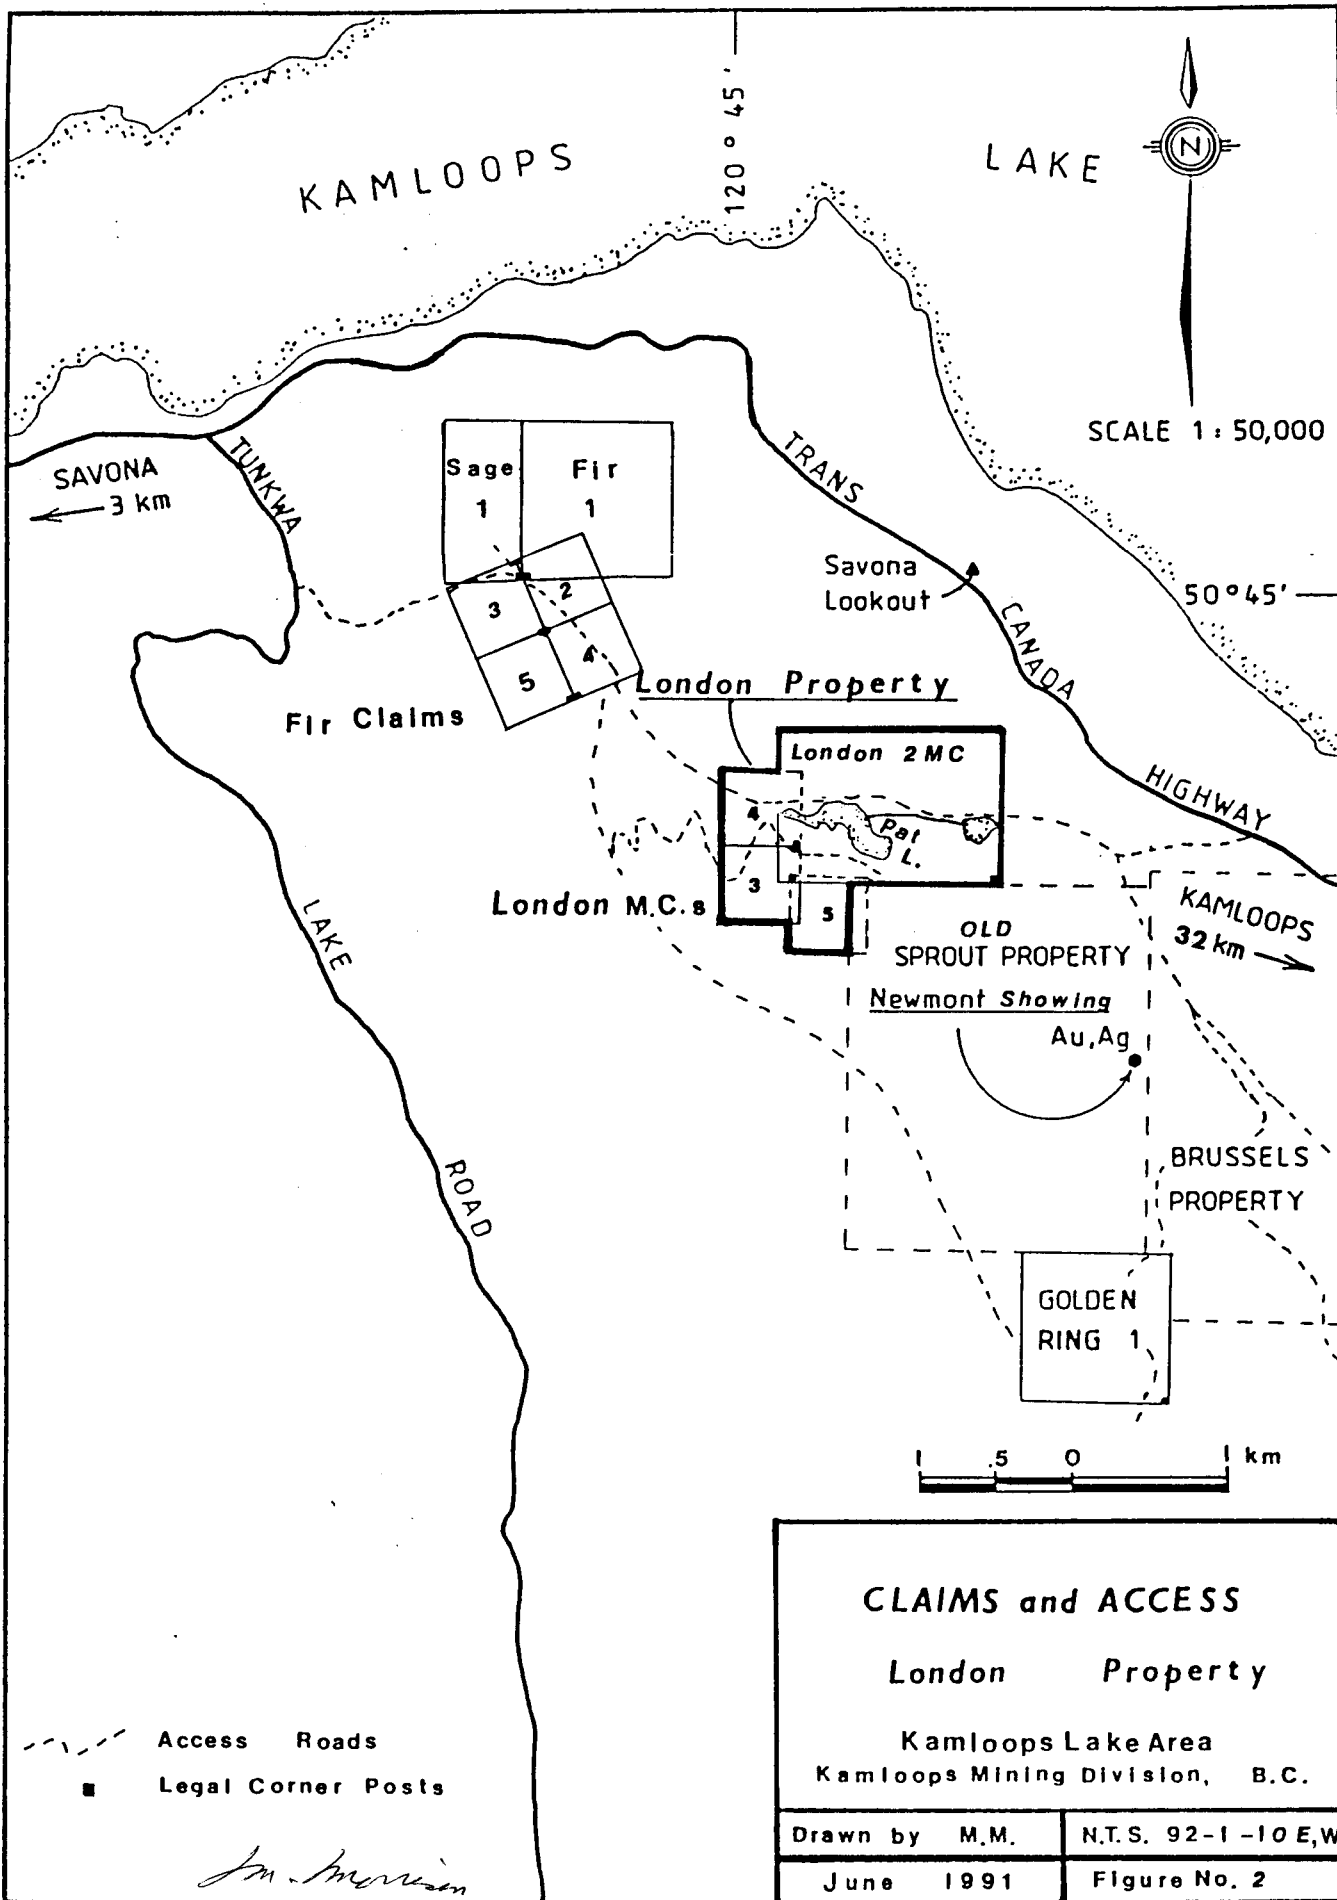 KAMLOOPS LAKE
120° 45'
N
SCALE 1 : 50,000
SAVONA
3 km
TUNKWA
Sage
1
Fir
1
TRANS
Savona
Lookout
50°45'
CANADA
2
3
4
5
Fir Claims
London Property
London 2 MC
HIGHWAY
4
Pat
L.
3
5
London M.C.s
KAMLOOPS
32 km
OLD
SPROUT PROPERTY
LAKE
Newmont Showing
Au,Ag
ROAD
BRUSSELS
PROPERTY
GOLDEN
RING 1
1 .5 0 1 km
CLAIMS and ACCESS
London Property
Kamloops Lake Area
Kamloops Mining Division, B.C.
Drawn by M.M.
N.T.S. 92-I-10 E,W
June 1991
Figure No. 2
Access Roads
Legal Corner Posts